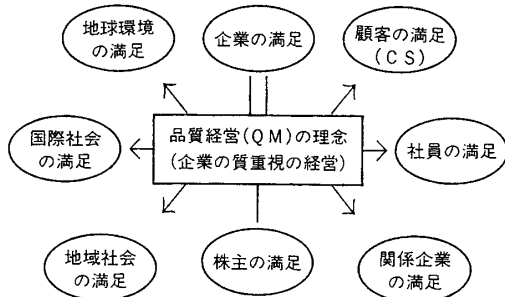 地球環境
の満足
企業の満足
顧客の満足
(CS)
国際社会
の満足
品質経営(QM)の理念
(企業の質重視の経営)
社員の満足
地域社会
の満足
株主の満足
関係企業
の満足